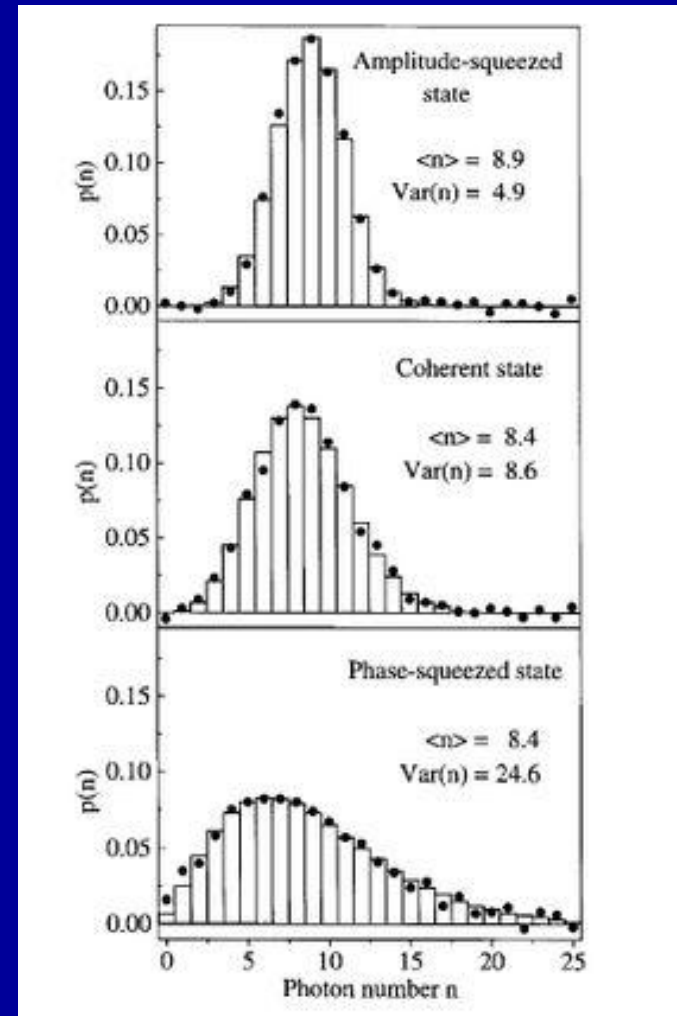 Amplitude-squeezed
state
<n> = 8.9
Var(n) = 4.9
p(n)
0.15
0.10
0.05
0.00
Coherent state
<n> = 8.4
Var(n) = 8.6
p(n)
0.15
0.10
0.05
0.00
Phase-squeezed state
<n> = 8.4
Var(n) = 24.6
p(n)
0.15
0.10
0.05
0.00
0 5 10 15 20 25
Photon number n